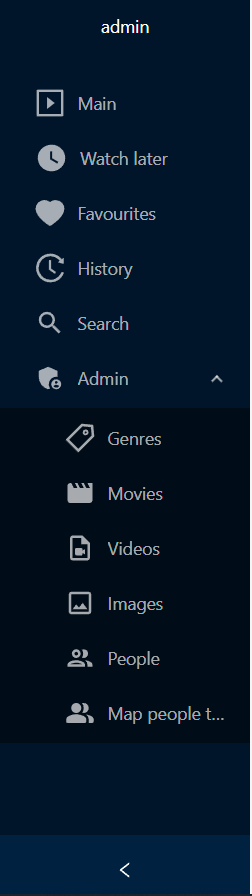 admin
Main
Watch later
Favourites
History
Search
Admin
Genres
Movies
Videos
Images
People
Map people t...